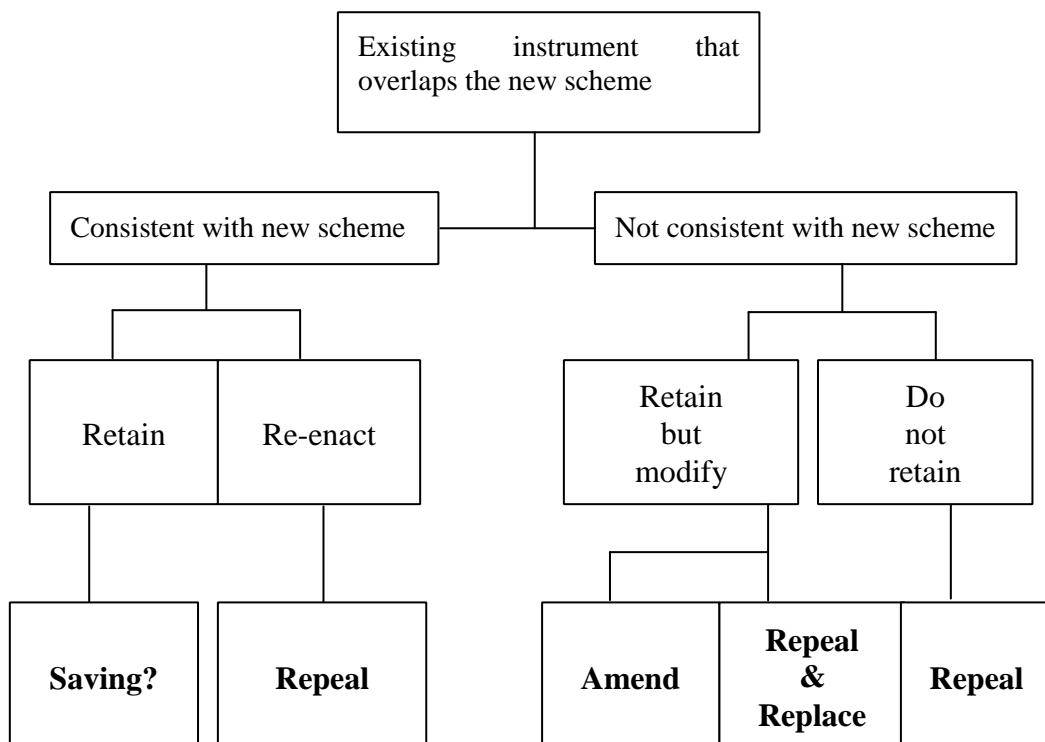 Existing instrument that
overlaps the new scheme
Consistent with new scheme
Not consistent with new scheme
Retain
Re-enact
Retain
but
modify
Do
not
retain
Saving?
Repeal
Amend
Repeal
&
Replace
Repeal